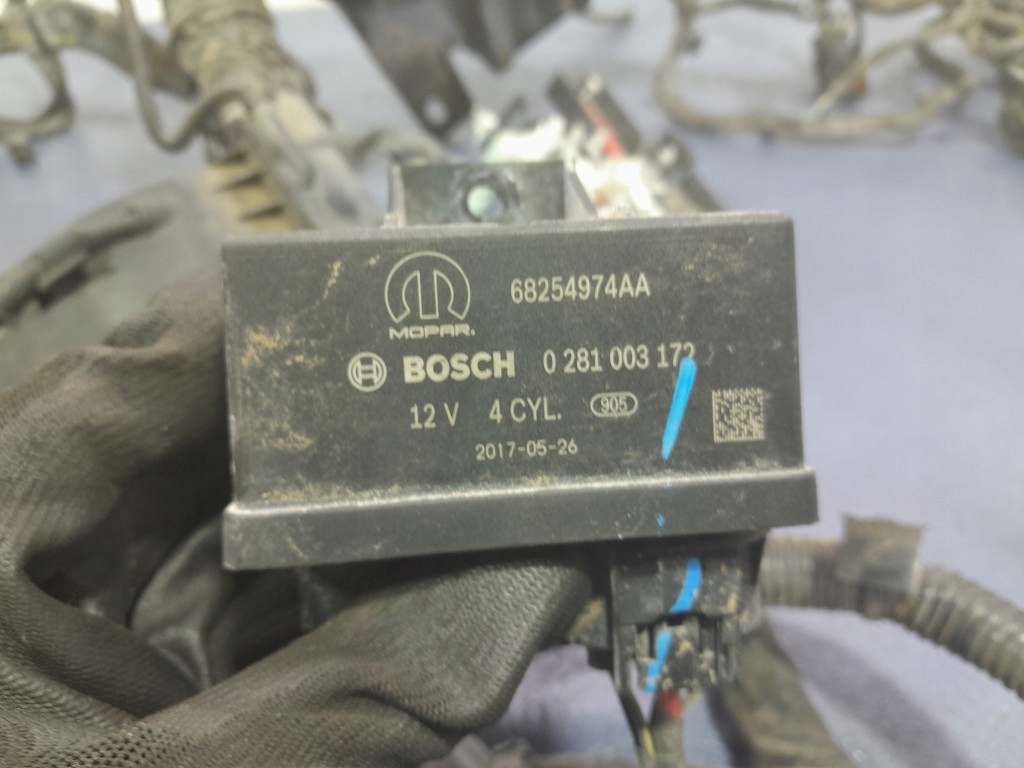 68254974AA
MOPAR.
BOSCH 0 281 003 172
12 V 4 CYL. 905
2017-05-26